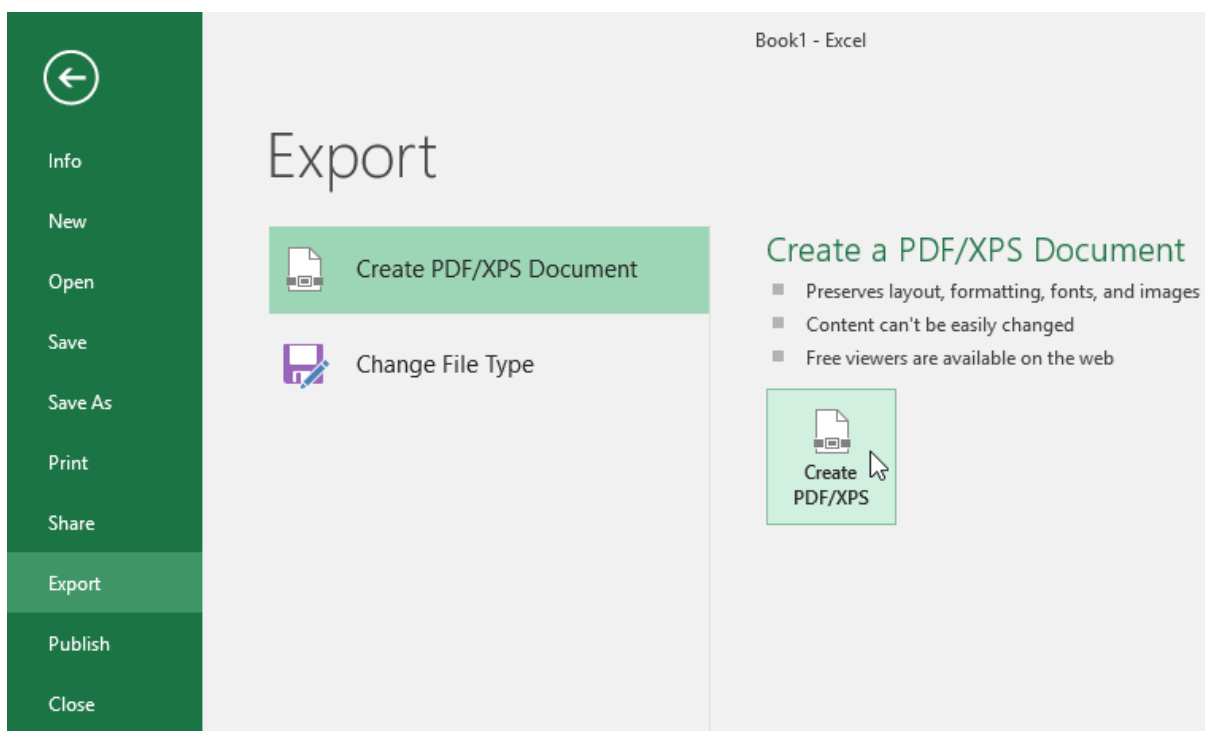 Book1 - Excel
Info
New
Open
Save
Save As
Print
Share
Export
Publish
Close
Export
Create PDF/XPS Document
Change File Type
Create a PDF/XPS Document
Preserves layout, formatting, fonts, and images
Content can't be easily changed
Free viewers are available on the web
Create
PDF/XPS